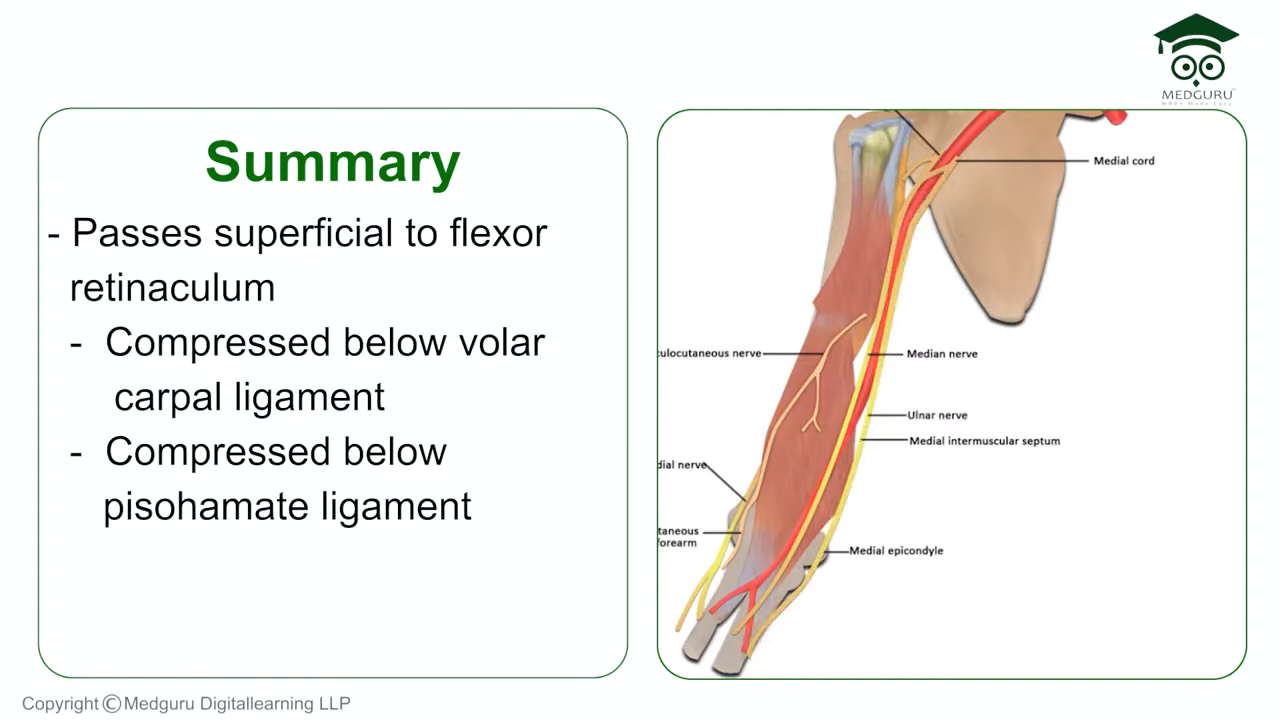 MEDGURU
Summary
- Passes superficial to flexor
retinaculum
- Compressed below volar
carpal ligament
- Compressed below
pisohamate ligament
Medial cord
ulocutaneous nerve
Median nerve
Ulnar nerve
Medial intermuscular septum
dial nerve
taneous
forearm
Medial epicondyle
Copyright © Medguru Digitallearning LLP